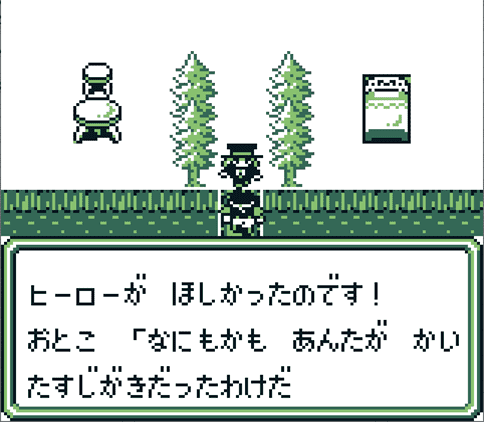 ヒーローが　ほしかったのです！
おとこ　「なにもかも　あんたが　かい
たすじがきだったわけだ